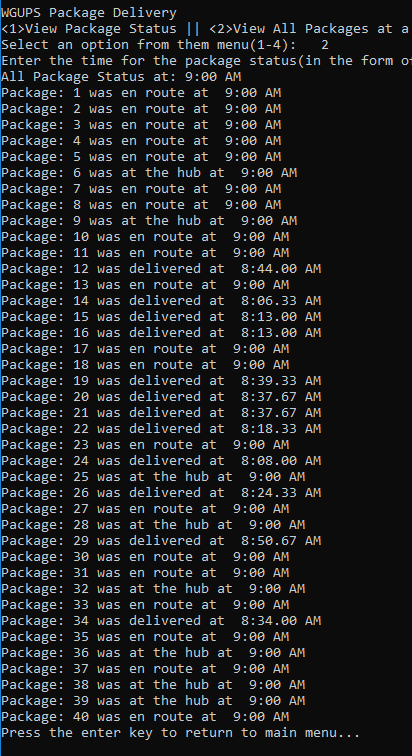 WGUPS Package Delivery
<1>View Package Status || <2>View All Packages at a
Select an option from them menu(1-4):   2
Enter the time for the package status(in the form of
All Package Status at: 9:00 AM
Package: 1 was en route at  9:00 AM
Package: 2 was en route at  9:00 AM
Package: 3 was en route at  9:00 AM
Package: 4 was en route at  9:00 AM
Package: 5 was en route at  9:00 AM
Package: 6 was at the hub at  9:00 AM
Package: 7 was en route at  9:00 AM
Package: 8 was en route at  9:00 AM
Package: 9 was at the hub at  9:00 AM
Package: 10 was en route at  9:00 AM
Package: 11 was en route at  9:00 AM
Package: 12 was delivered at  8:44.00 AM
Package: 13 was en route at  9:00 AM
Package: 14 was delivered at  8:06.33 AM
Package: 15 was delivered at  8:13.00 AM
Package: 16 was delivered at  8:13.00 AM
Package: 17 was en route at  9:00 AM
Package: 18 was en route at  9:00 AM
Package: 19 was delivered at  8:39.33 AM
Package: 20 was delivered at  8:37.67 AM
Package: 21 was delivered at  8:37.67 AM
Package: 22 was delivered at  8:18.33 AM
Package: 23 was en route at  9:00 AM
Package: 24 was delivered at  8:08.00 AM
Package: 25 was at the hub at  9:00 AM
Package: 26 was delivered at  8:24.33 AM
Package: 27 was en route at  9:00 AM
Package: 28 was at the hub at  9:00 AM
Package: 29 was delivered at  8:50.67 AM
Package: 30 was en route at  9:00 AM
Package: 31 was en route at  9:00 AM
Package: 32 was at the hub at  9:00 AM
Package: 33 was en route at  9:00 AM
Package: 34 was delivered at  8:34.00 AM
Package: 35 was en route at  9:00 AM
Package: 36 was at the hub at  9:00 AM
Package: 37 was en route at  9:00 AM
Package: 38 was at the hub at  9:00 AM
Package: 39 was at the hub at  9:00 AM
Package: 40 was en route at  9:00 AM
Press the enter key to return to main menu...